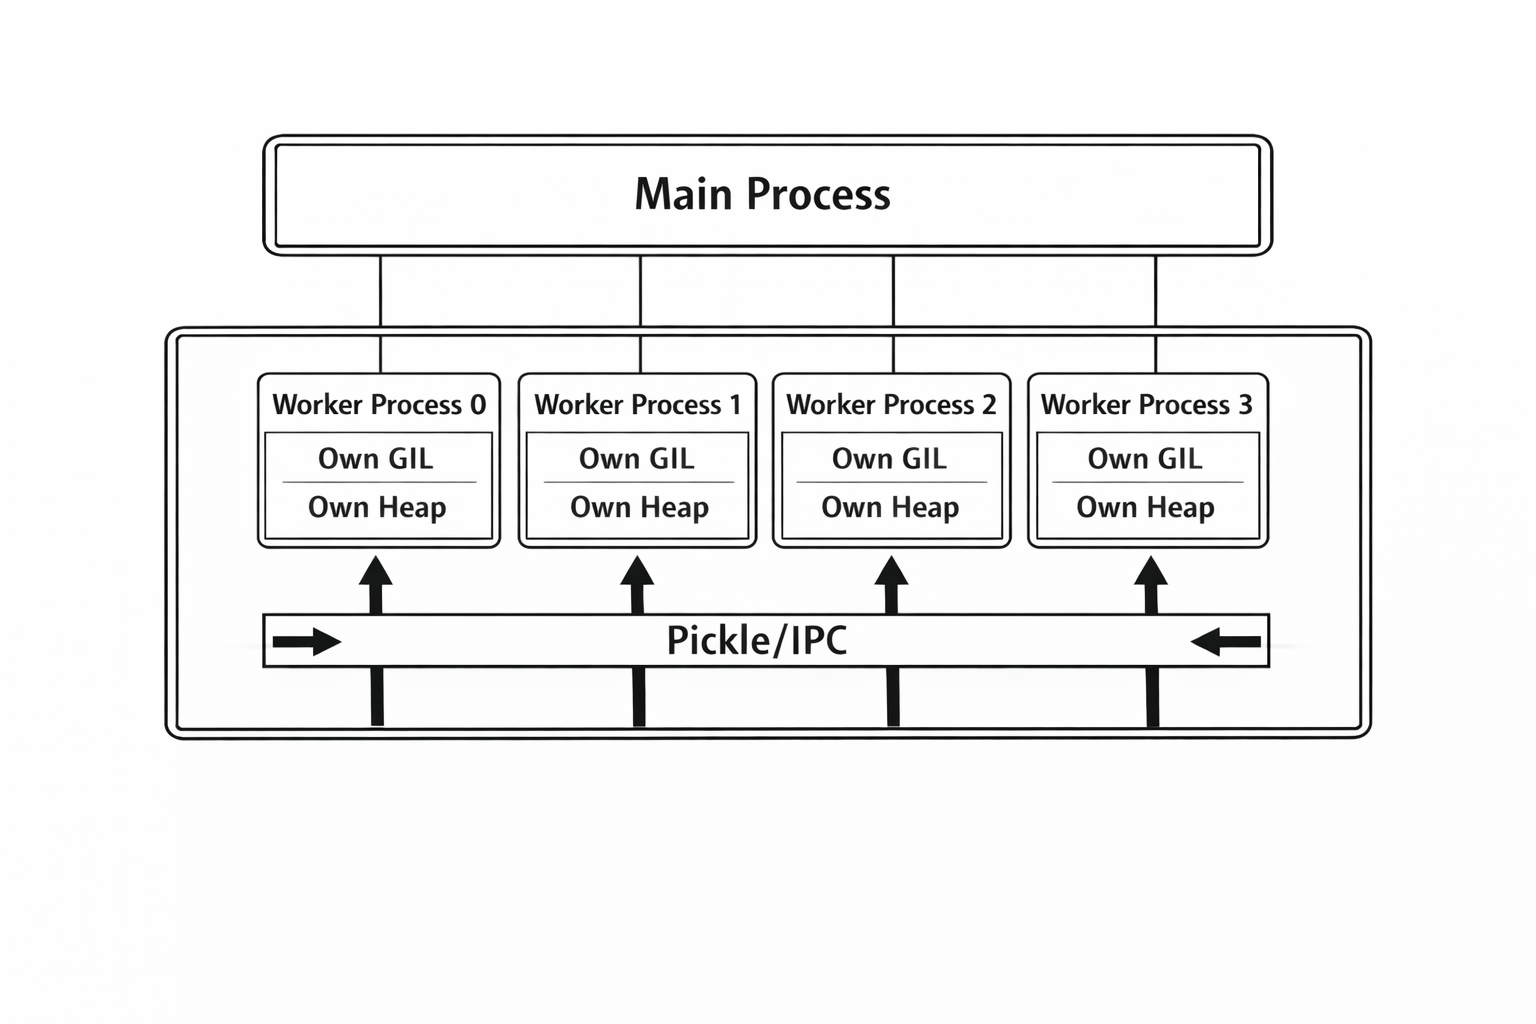 Main Process
Worker Process 0
Own GIL
Own Heap
Worker Process 1
Own GIL
Own Heap
Worker Process 2
Own GIL
Own Heap
Worker Process 3
Own GIL
Own Heap
Pickle/IPC